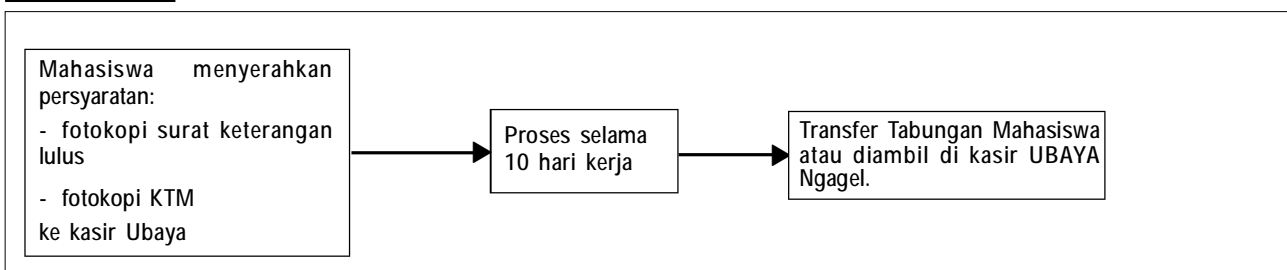 Mahasiswa menyerahkan
persyaratan:
- fotokopi surat keterangan
lulus
- fotokopi KTM
ke kasir Ubaya
Proses selama
10 hari kerja
Transfer Tabungan Mahasiswa
atau diambil di kasir UBAYA
Ngagel.